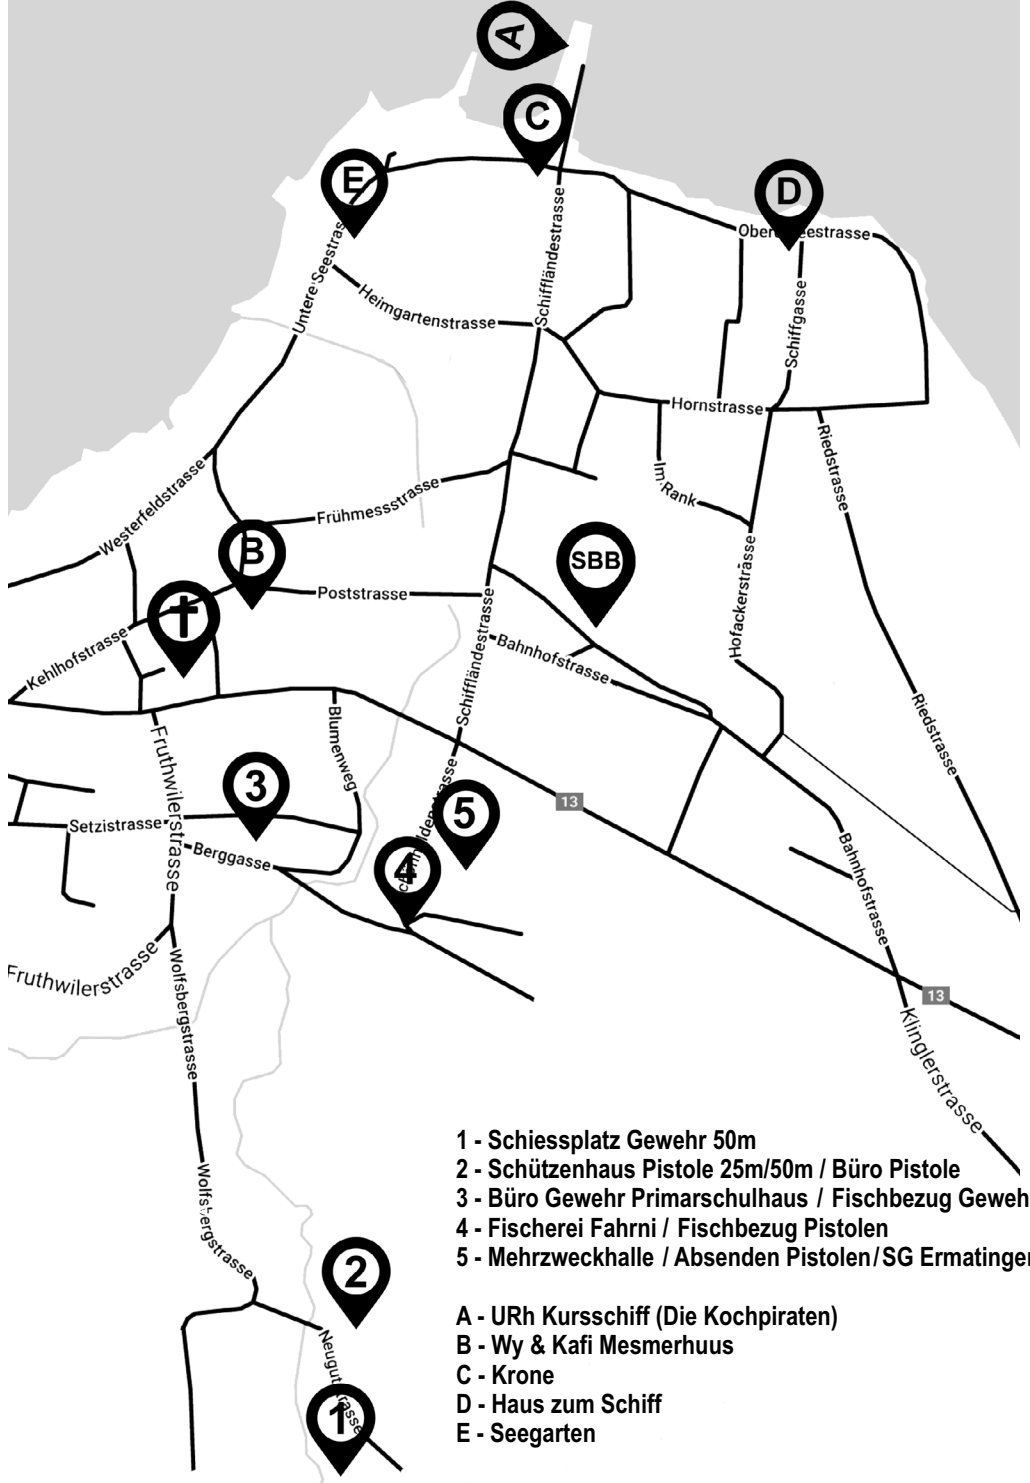 A
C
E
D
Obere Seestrasse
Untere Seestrasse
Schiffländestrasse
Heimgartenstrasse
Schiffgasse
Hornstrasse
Riedstrasse
Im Rank
Westerfeldstrasse
Frühmessstrasse
B
SBB
Hofackerstrasse
Poststrasse
Kehlhofstrasse
Bahnhofstrasse
Schiffländestrasse
Fruthwilerstrasse
Blumenweg
Riedstrasse
3
5
13
Setzistrasse
Berggasse
4
Bahnhofstrasse
Fruthwilerstrasse
Wolfsbergstrasse
13
Klinglerstrasse
1 - Schiessplatz Gewehr 50m
2 - Schützenhaus Pistole 25m/50m / Büro Pistole
3 - Büro Gewehr Primarschulhaus / Fischbezug Geweh
4 - Fischerei Fahrni / Fischbezug Pistolen
5 - Mehrzweckhalle / Absenden Pistolen/SG Ermatinge
Wolfsbergstrasse
2
Neugutstrasse
1
A - URh Kursschiff (Die Kochpiraten)
B - Wy & Kafi Mesmerhuus
C - Krone
D - Haus zum Schiff
E - Seegarten